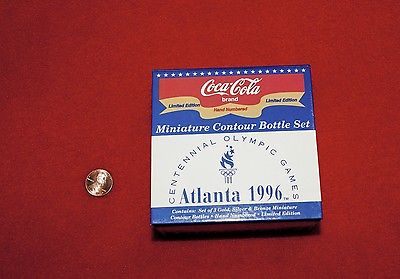 Coca-Cola
brand
Limited Edition
Limited Edition
Hand Numbered
Miniature Contour Bottle Set
CENTENNIAL OLYMPIC GAMES
Atlanta 1996
Contains: Set of 3 Gold, Silver & Bronze Miniature
Contour Bottles • Hand Numbered • Limited Edition